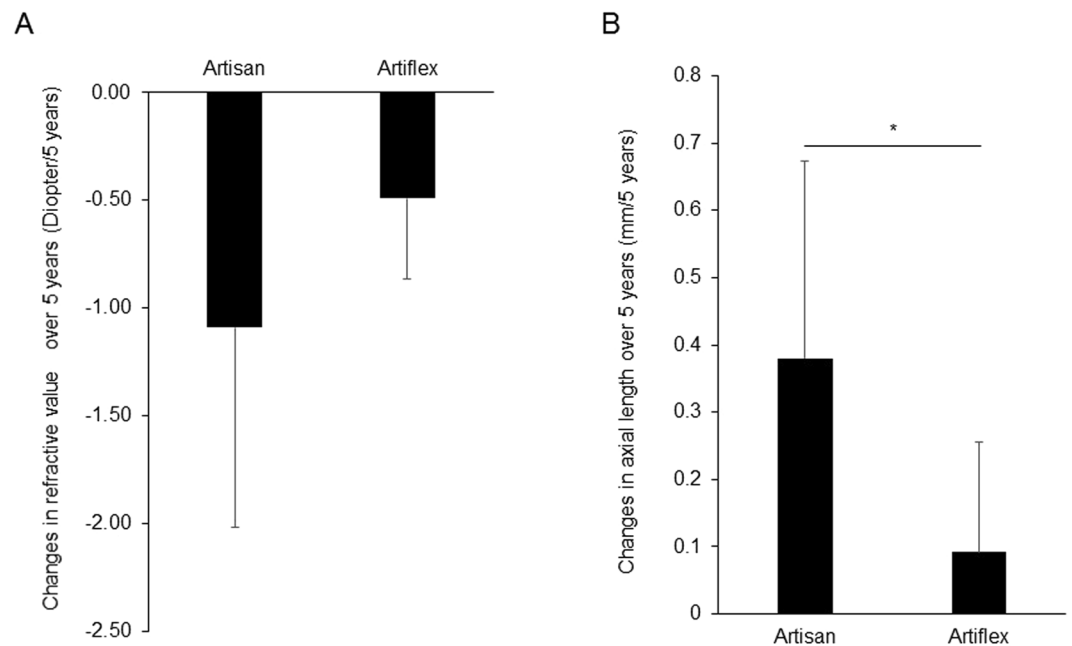 A
Changes in refractive value over 5 years (Diopter/5 years)
Artisan
Artiflex
0.00
-0.50
-1.00
-1.50
-2.00
-2.50
B
Changes in axial length over 5 years (mm/5 years)
0.8
0.7
0.6
0.5
0.4
0.3
0.2
0.1
0
*
Artisan
Artiflex